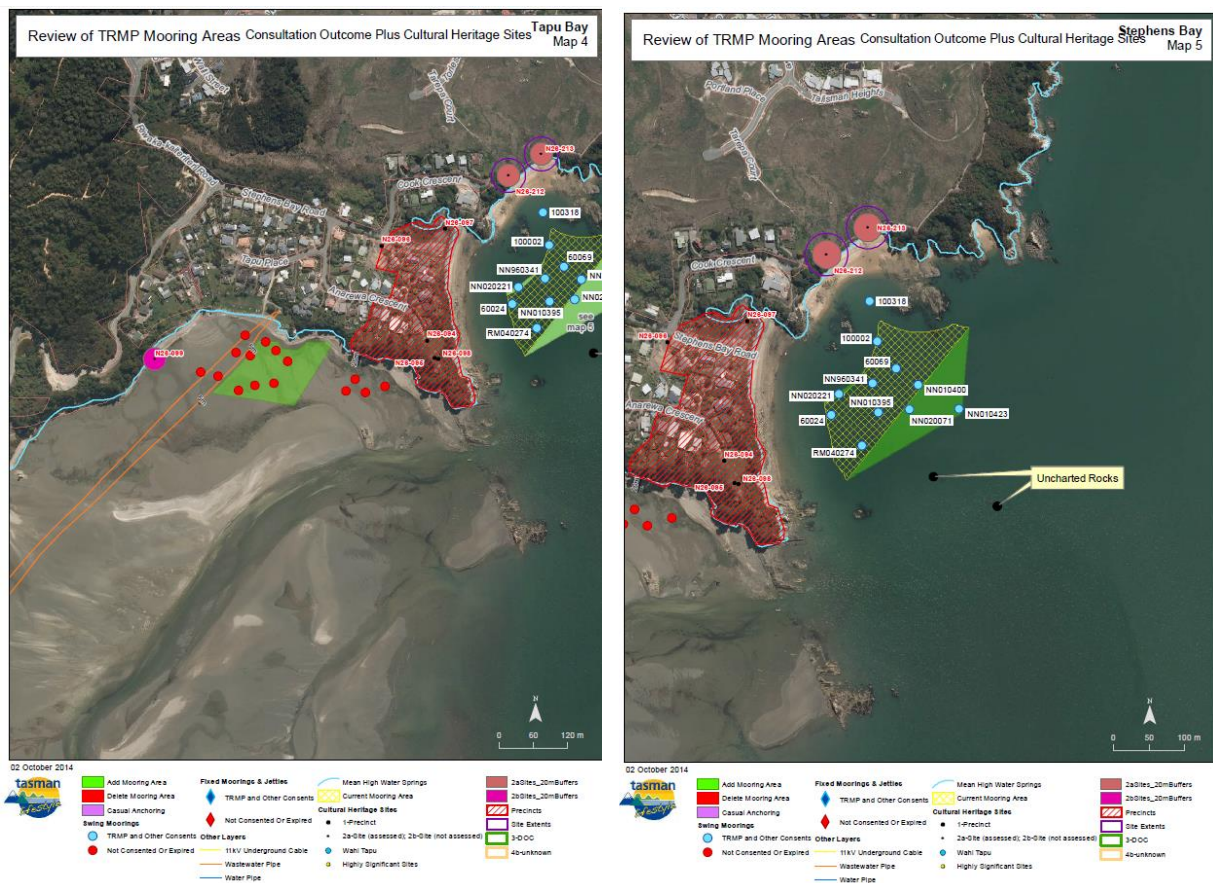 Review of TRMP Mooring Areas Consultation Outcome Plus Cultural Heritage Sites
Tapu Bay
Map 4
Turnpa Court
Stephens Bay Road
Cook Crescent
Tapu Place
Anarewa Crescent
N26-213
N26-212
N26-097
N26-096
N26-094
N26-095
N26-099
100318
100002
60069
NN960341
NN020221
60024
NN010395
RM040274
see
map 5
N
0 60 120 m
02 October 2014
tasman
Add Mooring Area
Delete Mooring Area
Casual Anchoring
Swing Moorings
TRMP and Other Consents
Not Consented Or Expired
Fixed Moorings & Jetties
TRMP and Other Consents
Not Consented Or Expired
Other Layers
11kV Underground Cable
Wastewater Pipe
Water Pipe
Mean High Water Springs
Current Mooring Area
Cultural Heritage Sites
1-Precinct
2a-Site (assessed); 2b-Site (not assessed)
Wahi Tapu
Highly Significant Sites
2aSites_20mBuffers
2bSites_20mBuffers
Precincts
Site Extents
3-DOC
4b-unknown
Review of TRMP Mooring Areas Consultation Outcome Plus Cultural Heritage Sites
Stephens Bay
Map 5
Portland Place
Taasman Heights
Turnpa Court
Cook Crescent
Stephens Bay Road
Anarewa Crescent
N26-213
N26-212
N26-097
N26-096
N26-094
N26-095
100318
100002
60069
NN960341
NN010400
NN020221
NN010395
60024
NN020071
NN010423
RM040274
Uncharted Rocks
N
0 50 100 m
02 October 2014
tasman
Add Mooring Area
Delete Mooring Area
Casual Anchoring
Swing Moorings
TRMP and Other Consents
Not Consented Or Expired
Fixed Moorings & Jetties
TRMP and Other Consents
Not Consented Or Expired
Other Layers
11kV Underground Cable
Wastewater Pipe
Water Pipe
Mean High Water Springs
Current Mooring Area
Cultural Heritage Sites
1-Precinct
2a-Site (assessed); 2b-Site (not assessed)
Wahi Tapu
Highly Significant Sites
2aSites_20mBuffers
2bSites_20mBuffers
Precincts
Site Extents
3-DOC
4b-unknown